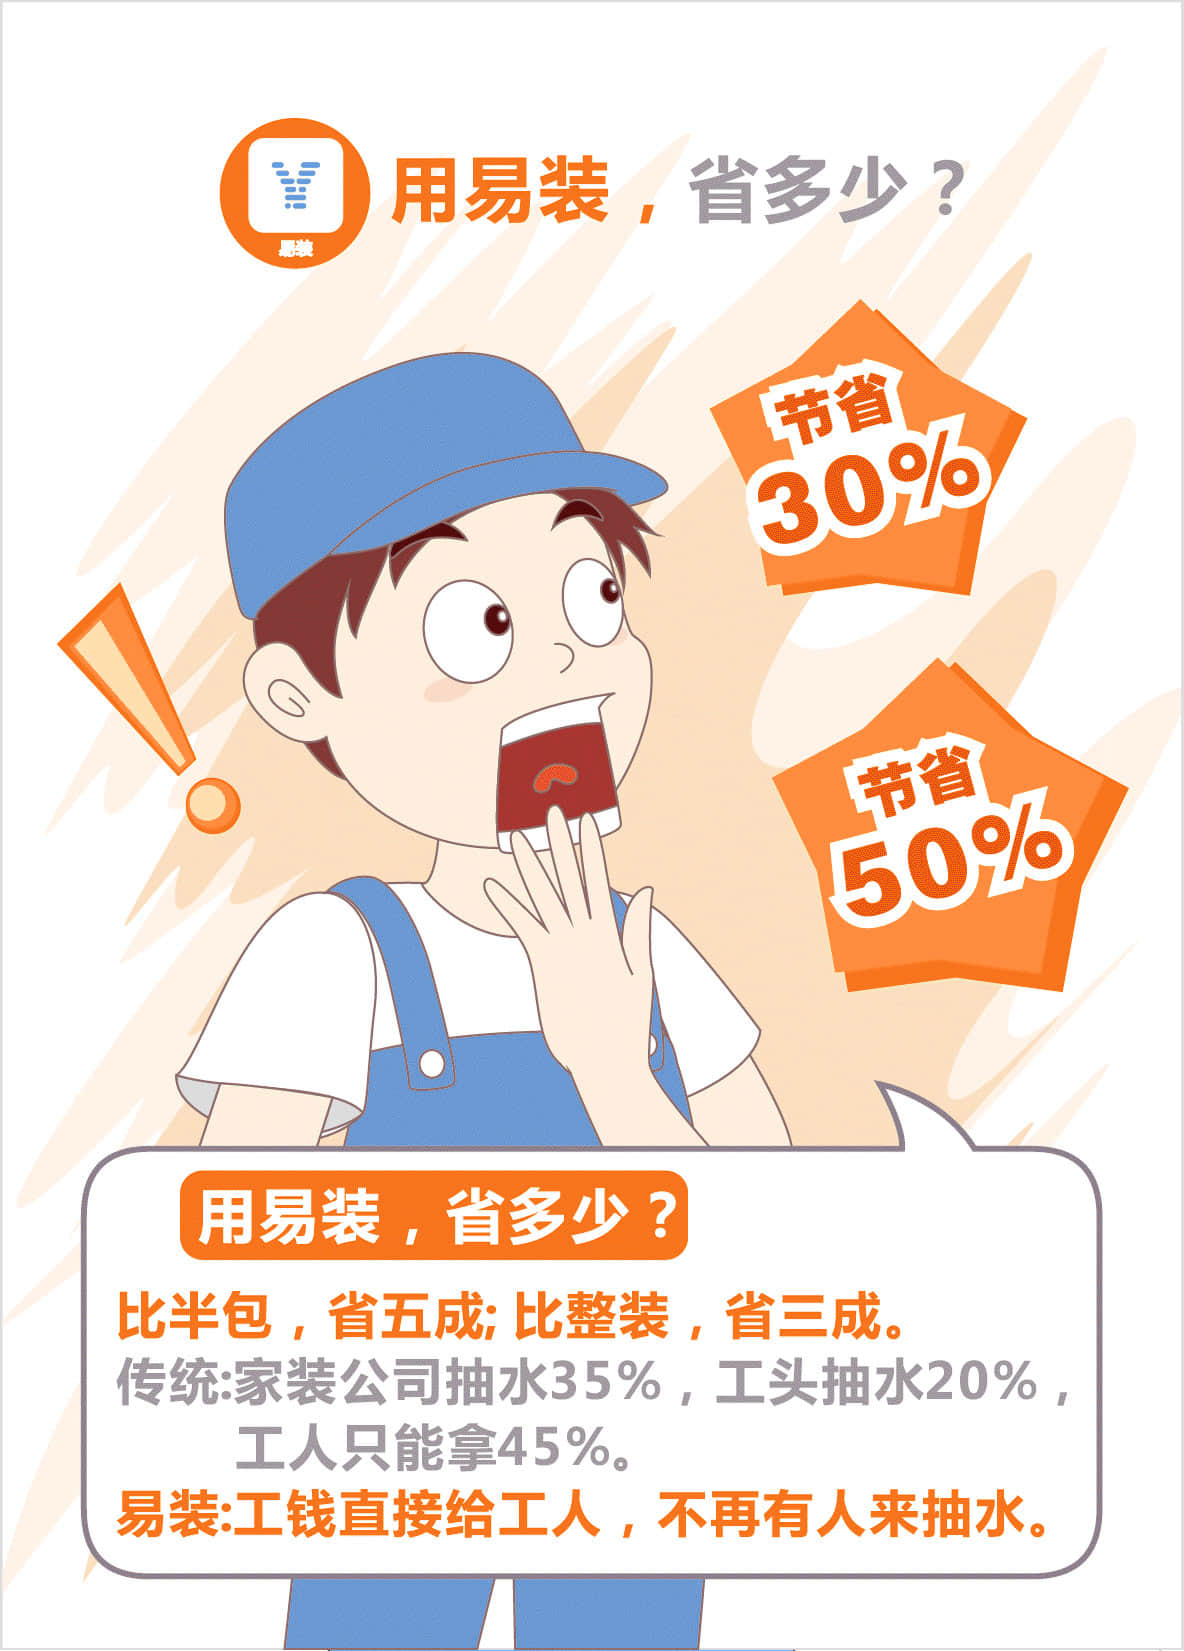 易装
用易装，省多少？
节省
30%
节省
50%
用易装，省多少？
比半包，省五成; 比整装，省三成。
传统:家装公司抽水35%，工头抽水20%，
工人只能拿45%。
易装:工钱直接给工人，不再有人来抽水。